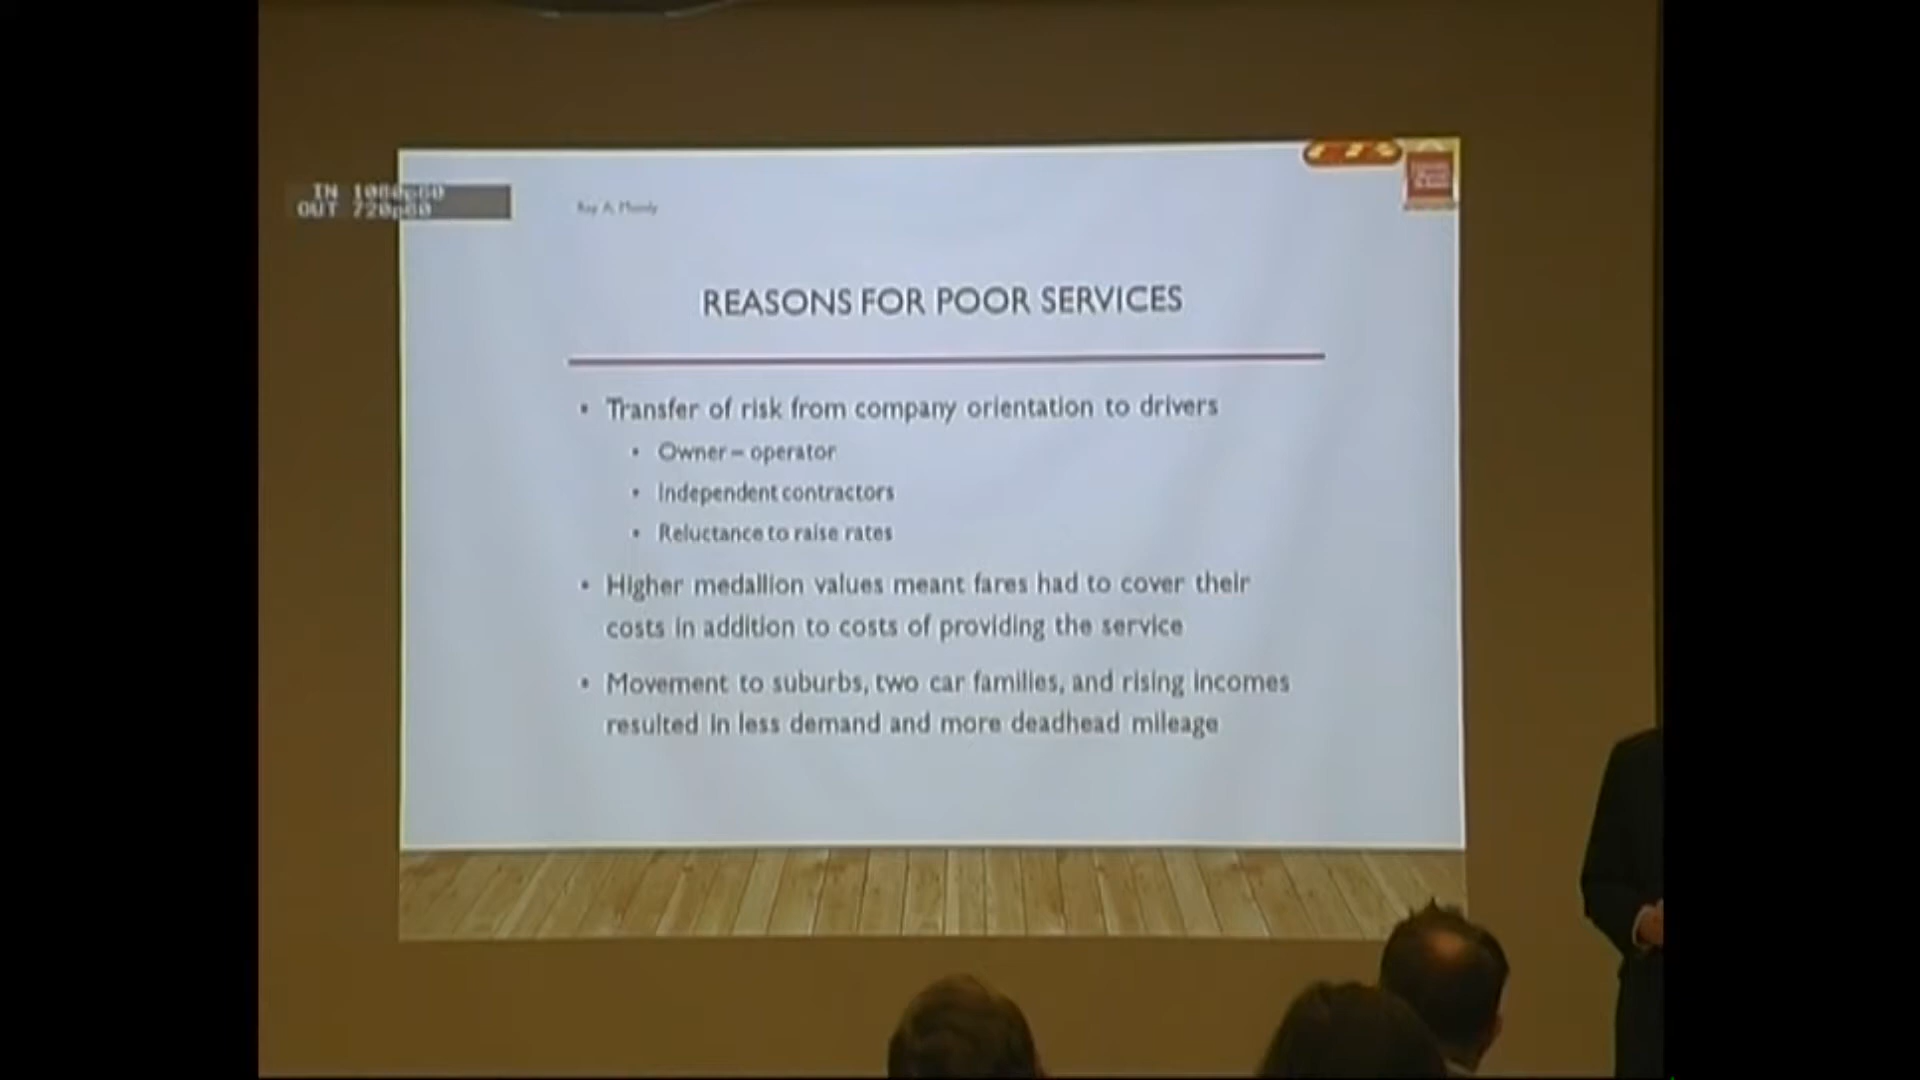 IN 1080p60
OUT 720p60
Ray A. Mundy
REASONS FOR POOR SERVICES
• Transfer of risk from company orientation to drivers
• Owner – operator
• Independent contractors
• Reluctance to raise rates
• Higher medallion values meant fares had to cover their
costs in addition to costs of providing the service
• Movement to suburbs, two car families, and rising incomes
resulted in less demand and more deadhead mileage